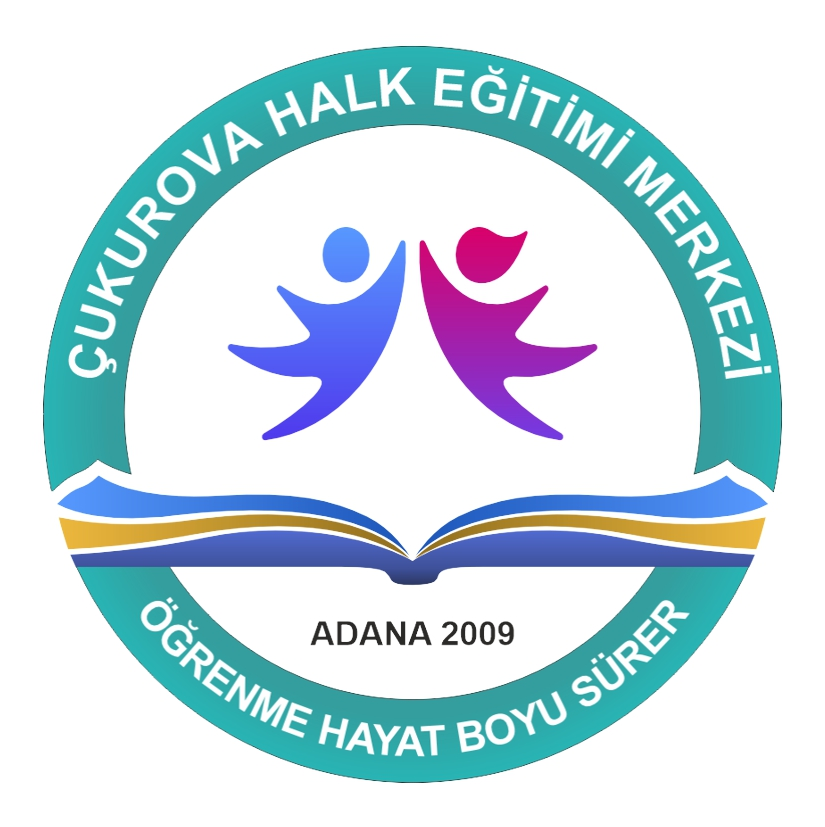 ÇUKUROVA HALK EĞİTİMİ MERKEZİ
ADANA 2009
ÖĞRENME HAYAT BOYU SÜRER